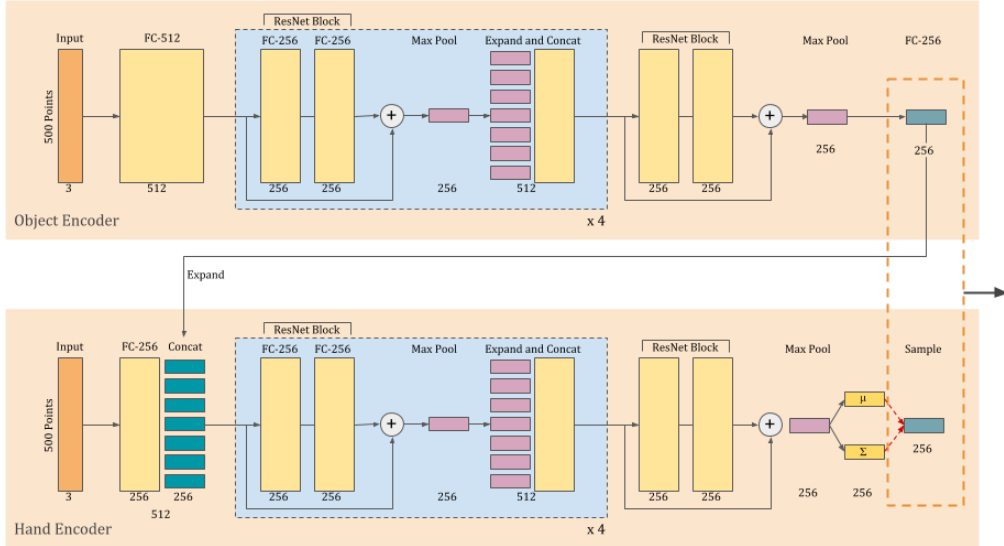 ResNet Block
Input
FC-512
FC-256
FC-256
Max Pool
Expand and Concat
ResNet Block
Max Pool
FC-256
500 Points
+
+
3
512
256
256
256
512
256
256
256
256
Object Encoder
x 4
Expand
ResNet Block
Input
FC-256
Concat
FC-256
FC-256
Max Pool
Expand and Concat
ResNet Block
Max Pool
Sample
500 Points
+
+
μ
Σ
3
256
256
256
256
256
512
256
256
256
256
256
512
Hand Encoder
x 4